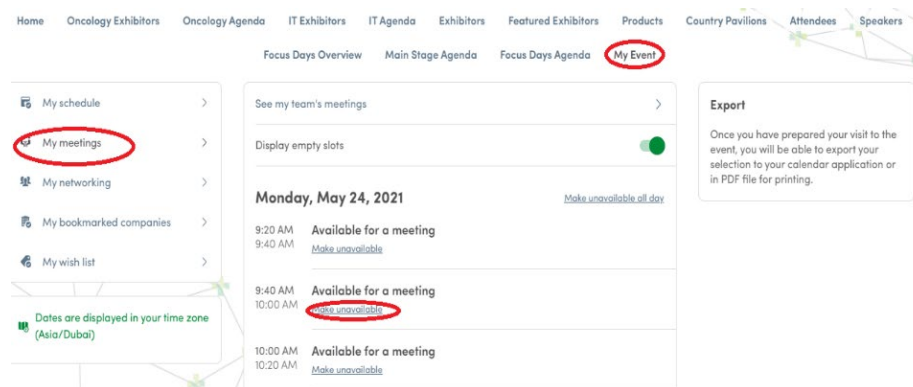 Home Oncology Exhibitors Oncology Agenda IT Exhibitors IT Agenda Exhibitors Featured Exhibitors Products Country Pavilions Attendees Speakers
Focus Days Overview Main Stage Agenda Focus Days Agenda My Event
My schedule
My meetings
My networking
My bookmarked companies
My wish list
Dates are displayed in your time zone
(Asia/Dubai)
See my team's meetings
Display empty slots
Monday, May 24, 2021 Make unavailable all day
9:20 AM Available for a meeting
9:40 AM Make unavailable
9:40 AM Available for a meeting
10:00 AM Make unavailable
10:00 AM Available for a meeting
10:20 AM Make unavailable
Export
Once you have prepared your visit to the
event, you will be able to export your
selection to your calendar application or
in PDF file for printing.